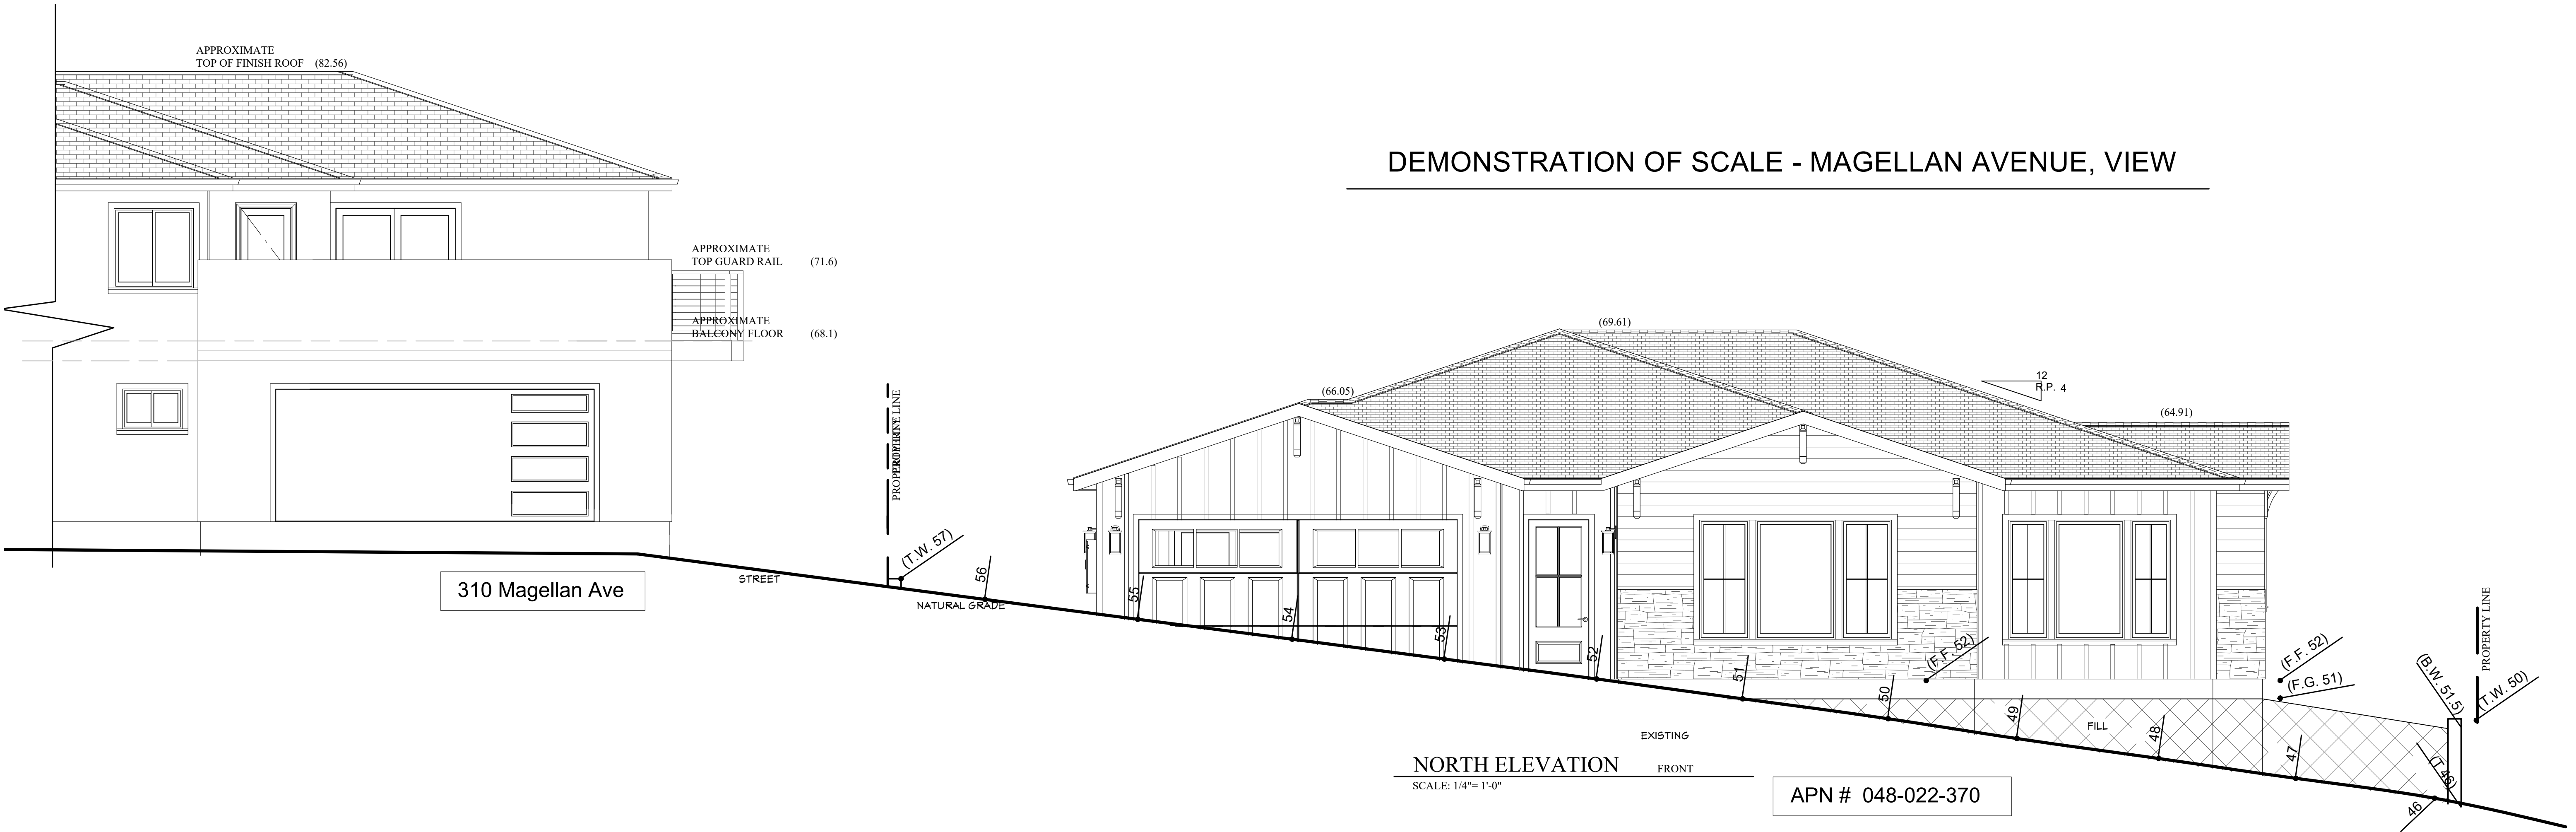 APPROXIMATE
TOP OF FINISH ROOF (82.56)
DEMONSTRATION OF SCALE - MAGELLAN AVENUE, VIEW
APPROXIMATE
TOP GUARD RAIL (71.6)
APPROXIMATE
BALCONY FLOOR (68.1)
(69.61)
(66.05)
12
R.P. 4
(64.91)
PROPERTY LINE
(T.W. 57)
310 Magellan Ave
STREET
NATURAL GRADE
56
55
54
53
52
51
50
49
48
47
46
(F.F. 52)
(F.F. 52)
(F.G. 51)
(B.W. 51.5)
(T.W. 50)
(T.46)
PROPERTY LINE
FILL
EXISTING
NORTH ELEVATION FRONT
SCALE: 1/4"= 1'-0"
APN # 048-022-370